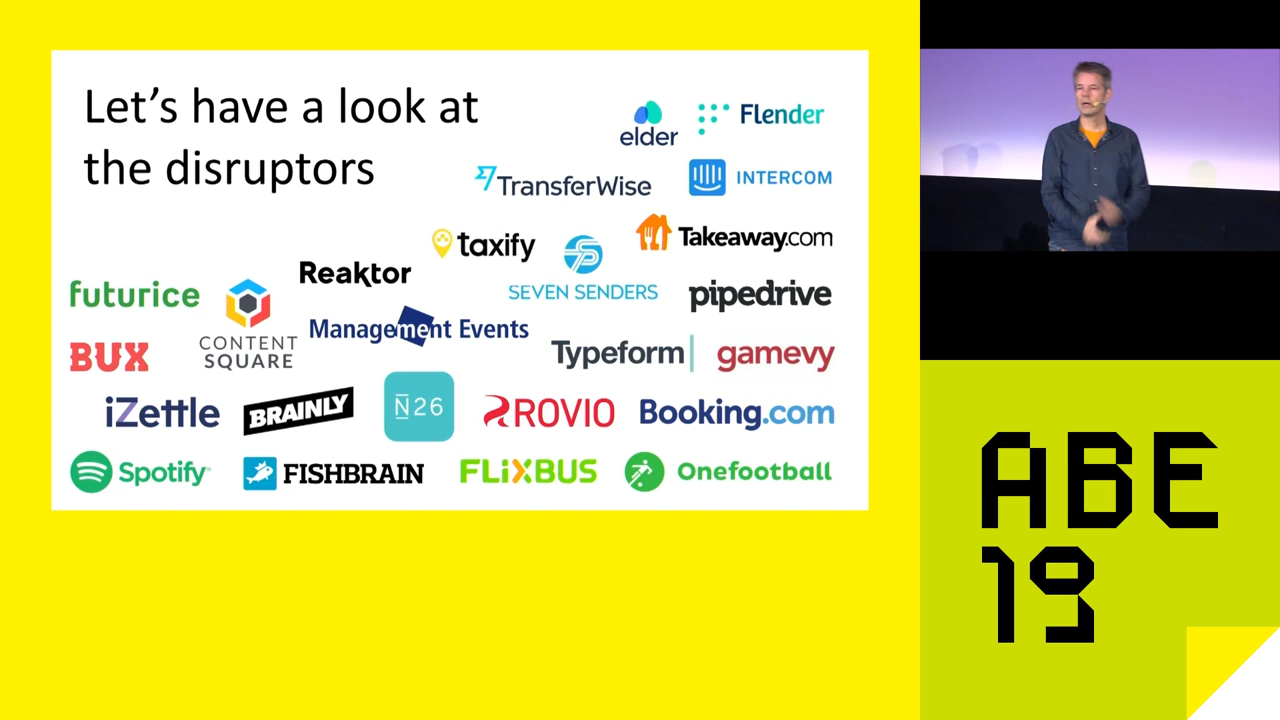 Let's have a look at
the disruptors
elder
Flender
TransferWise
INTERCOM
taxify
Takeaway.com
Reaktor
SEVEN SENDERS
futurice
CONTENT
SQUARE
Management Events
pipedrive
BUX
Typeform
gamevy
iZettle
BRAINLY
N26
ROVIO
Booking.com
Spotify
FISHBRAIN
FLiXBUS
Onefootball
ABE
19